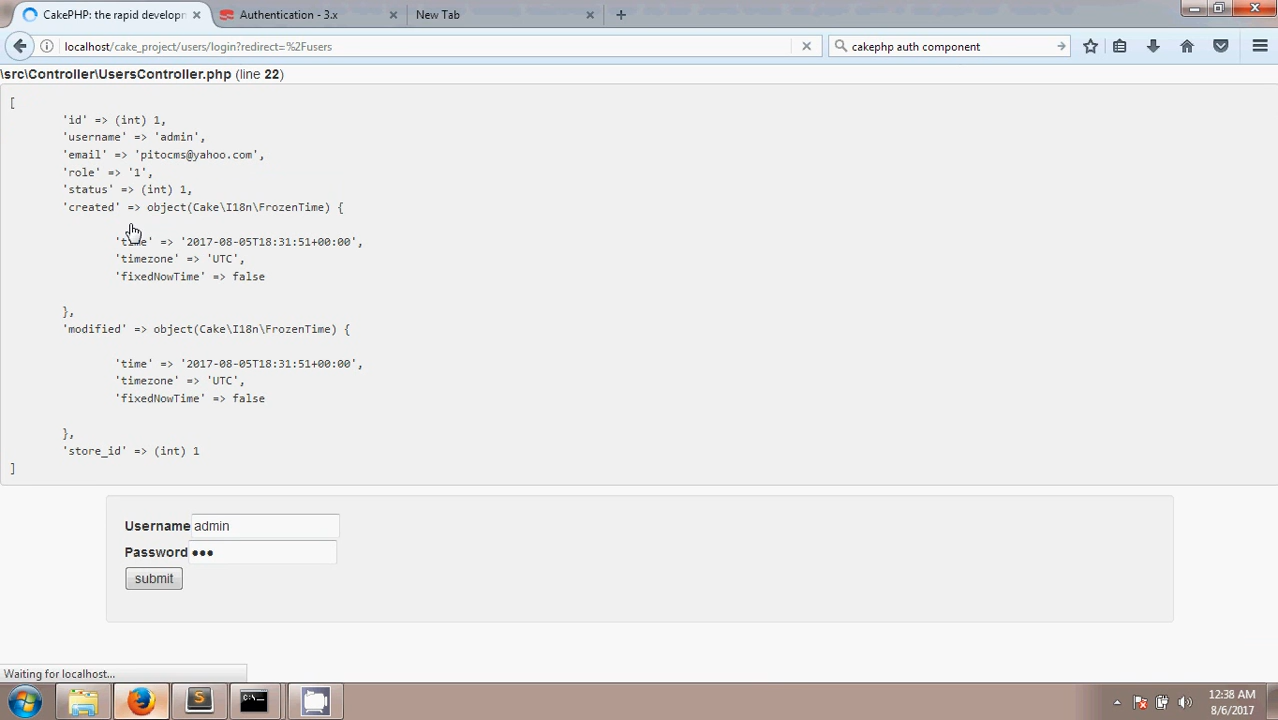 CakePHP: the rapid developn
Authentication - 3.x
New Tab
localhost/cake_project/users/login?redirect=%2Fusers
cakephp auth component
\src\Controller\UsersController.php (line 22)
[
'id' => (int) 1,
'username' => 'admin',
'email' => 'pitocms@yahoo.com',
'role' => '1',
'status' => (int) 1,
'created' => object(Cake\I18n\FrozenTime) {
'time' => '2017-08-05T18:31:51+00:00',
'timezone' => 'UTC',
'fixedNowTime' => false
},
'modified' => object(Cake\I18n\FrozenTime) {
'time' => '2017-08-05T18:31:51+00:00',
'timezone' => 'UTC',
'fixedNowTime' => false
},
'store_id' => (int) 1
]
Username admin
Password ●●●
submit
Waiting for localhost...
12:38 AM
8/6/2017